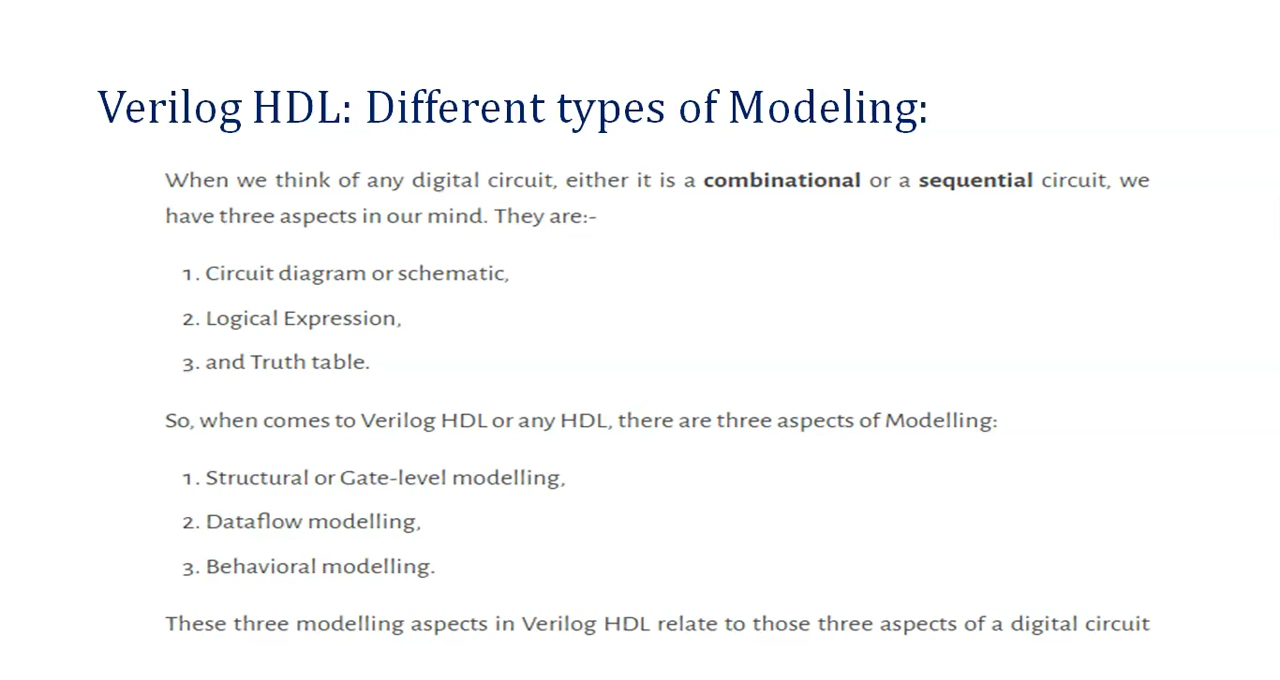 Verilog HDL: Different types of Modeling:
When we think of any digital circuit, either it is a combinational or a sequential circuit, we
have three aspects in our mind. They are:-
1. Circuit diagram or schematic,
2. Logical Expression,
3. and Truth table.
So, when comes to Verilog HDL or any HDL, there are three aspects of Modelling:
1. Structural or Gate-level modelling,
2. Dataflow modelling,
3. Behavioral modelling.
These three modelling aspects in Verilog HDL relate to those three aspects of a digital circuit